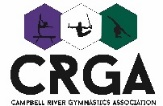 CRGA
CAMPBELL RIVER GYMNASTICS ASSOCIATION